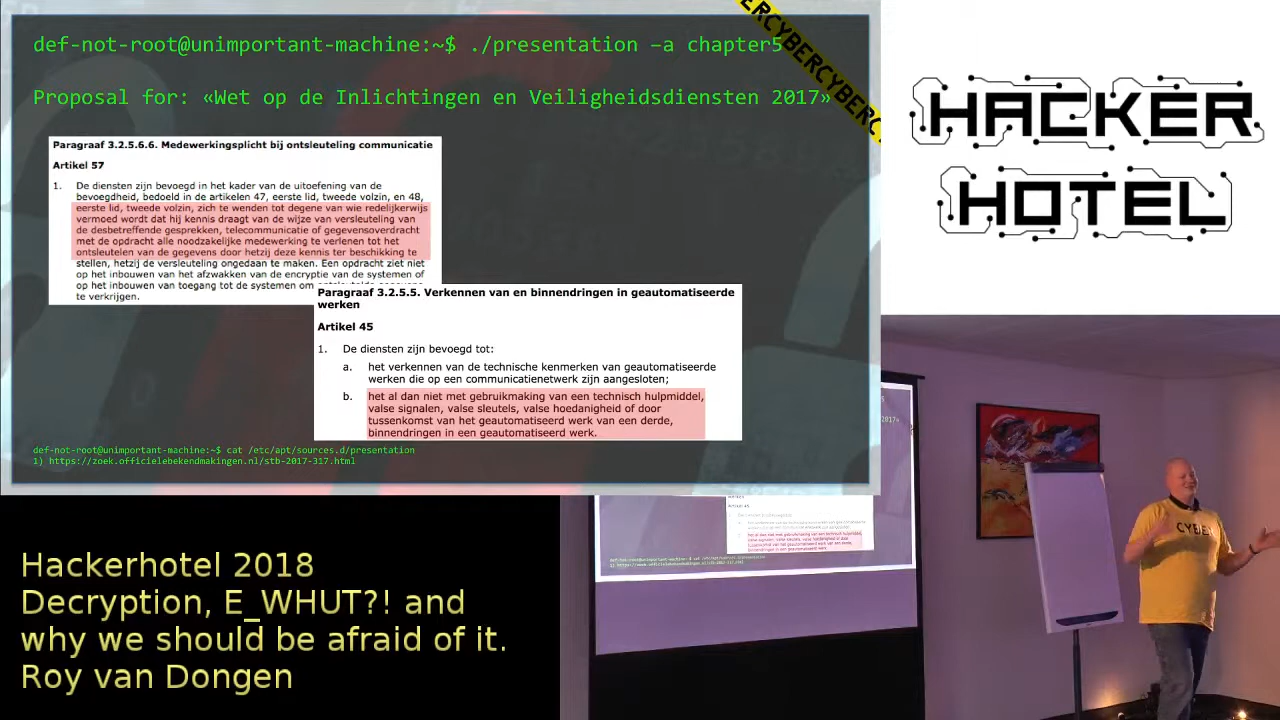 def-not-root@unimportant-machine:~$ ./presentation –a chapter5
Proposal for: «Wet op de Inlichtingen en Veiligheidsdiensten 2017»
Paragraaf 3.2.5.6.6. Medewerkingsplicht bij ontsleuteling communicatie
Artikel 57
1. De diensten zijn bevoegd in het kader van de uitoefening van de
bevoegdheid, bedoeld in de artikelen 47, eerste lid, tweede volzin, en 48,
eerste lid, tweede volzin, zich te wenden tot degene van wie redelijkerwijs
vermoed wordt dat hij kennis draagt van de wijze van versleuteling van
de desbetreffende gesprekken, telecommunicatie of gegevensoverdracht
met de opdracht alle noodzakelijke medewerking te verlenen tot het
ontsleutelen van de gegevens door hetzij deze kennis ter beschikking te
stellen, hetzij de versleuteling ongedaan te maken. Een opdracht ziet niet
op het inbouwen van het afzwakken van de encryptie van de systemen of
op het inbouwen van toegang tot de systemen om
te verkrijgen.
Paragraaf 3.2.5.5. Verkennen van en binnendringen in geautomatiseerde
werken
Artikel 45
1. De diensten zijn bevoegd tot:
a. het verkennen van de technische kenmerken van geautomatiseerde
werken die op een communicatienetwerk zijn aangesloten;
b. het al dan niet met gebruikmaking van een technisch hulpmiddel,
valse signalen, valse sleutels, valse hoedanigheid of door
tussenkomst van het geautomatiseerd werk van een derde,
binnendringen in een geautomatiseerd werk.
def-not-root@unimportant-machine:~$ cat /etc/apt/sources.d/presentation
1) https://zoek.officielebekendmakingen.nl/stb-2017-317.html
CYBERCYBERC
HACKER
HOTEL
CYBER
Hackerhotel 2018
Decryption, E_WHUT?! and
why we should be afraid of it.
Roy van Dongen